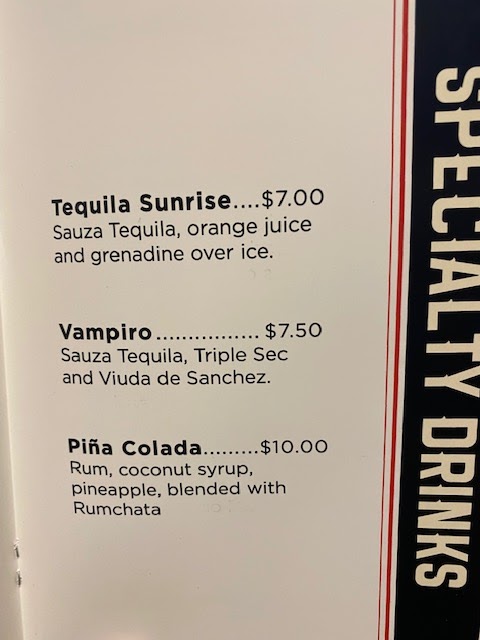 Tequila Sunrise....$7.00
Sauza Tequila, orange juice
and grenadine over ice.
Vampiro................. $7.50
Sauza Tequila, Triple Sec
and Viuda de Sanchez.
Piña Colada.........$10.00
Rum, coconut syrup,
pineapple, blended with
Rumchata
SPECIALTY DRINKS